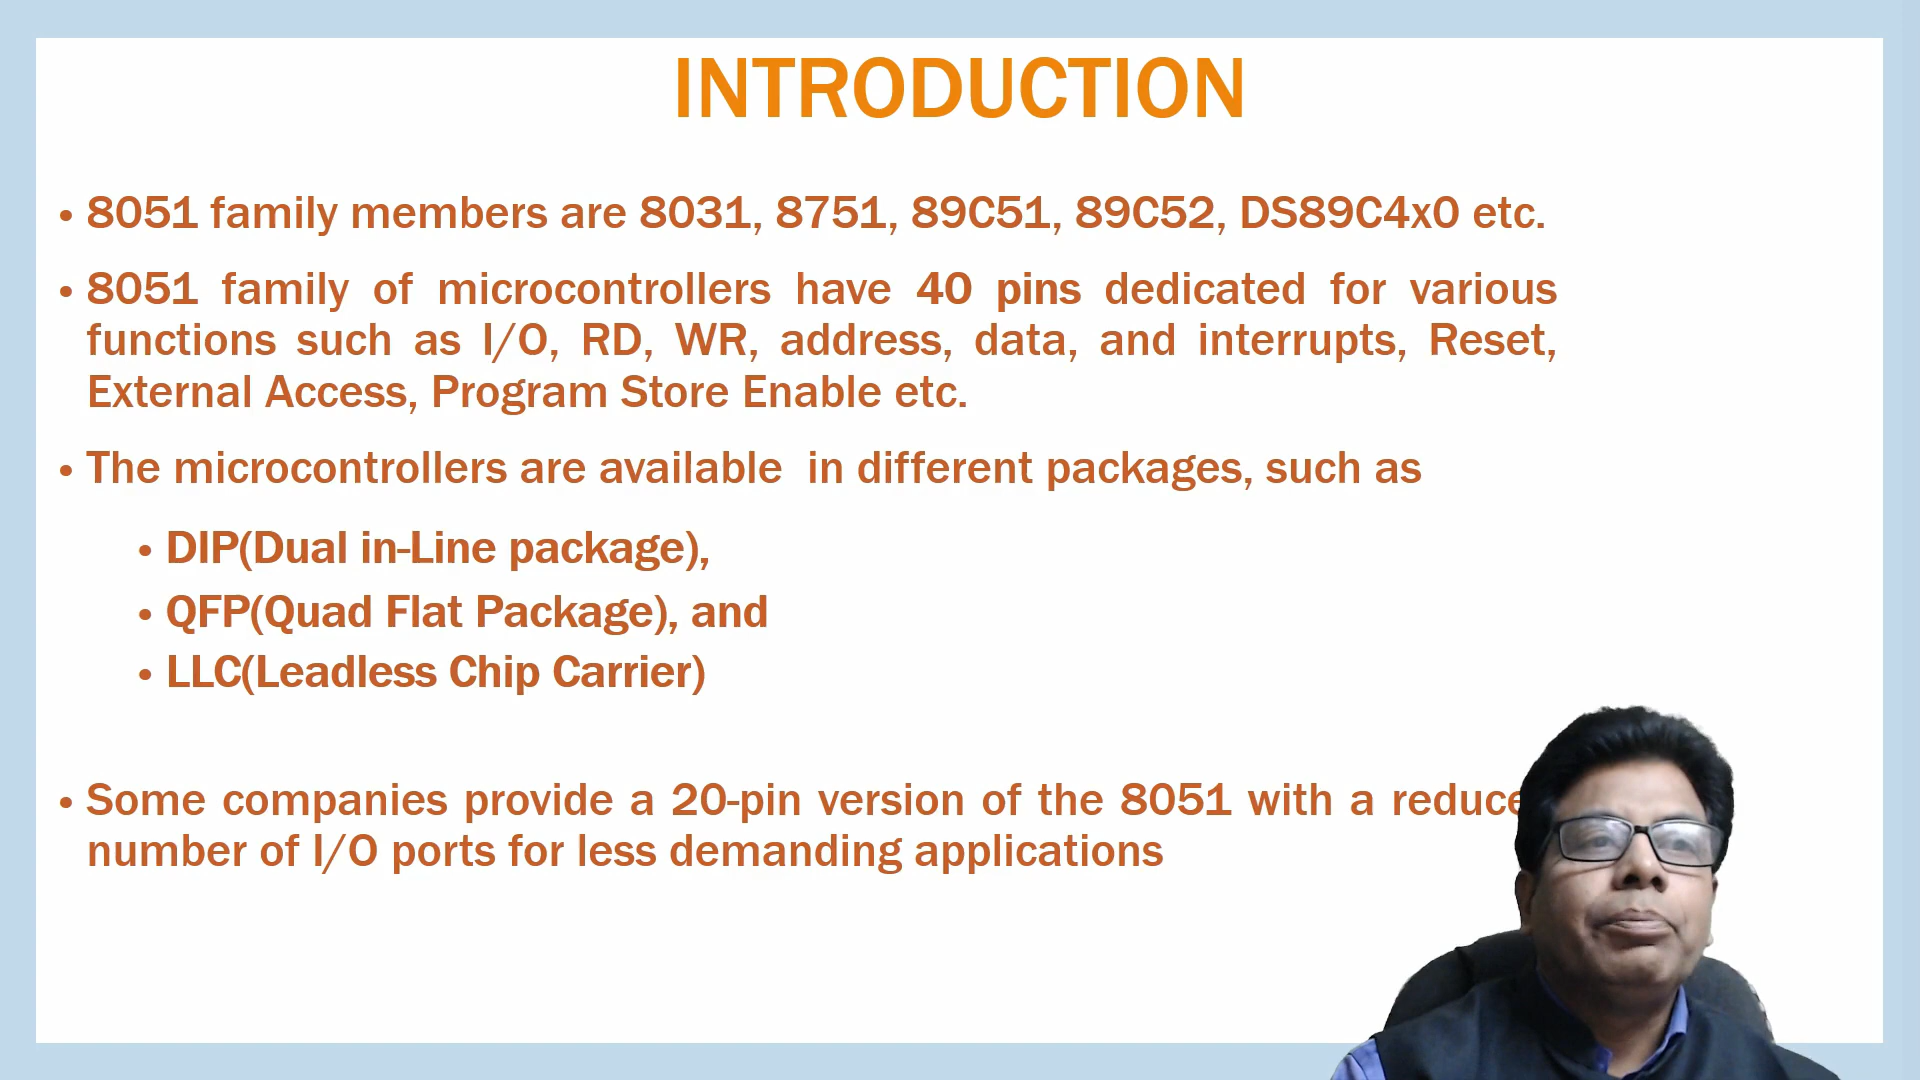 INTRODUCTION
• 8051 family members are 8031, 8751, 89C51, 89C52, DS89C4x0 etc.
• 8051 family of microcontrollers have 40 pins dedicated for various
functions such as I/O, RD, WR, address, data, and interrupts, Reset,
External Access, Program Store Enable etc.
• The microcontrollers are available in different packages, such as
• DIP(Dual in-Line package),
• QFP(Quad Flat Package), and
• LLC(Leadless Chip Carrier)
• Some companies provide a 20-pin version of the 8051 with a
number of I/O ports for less demanding applications